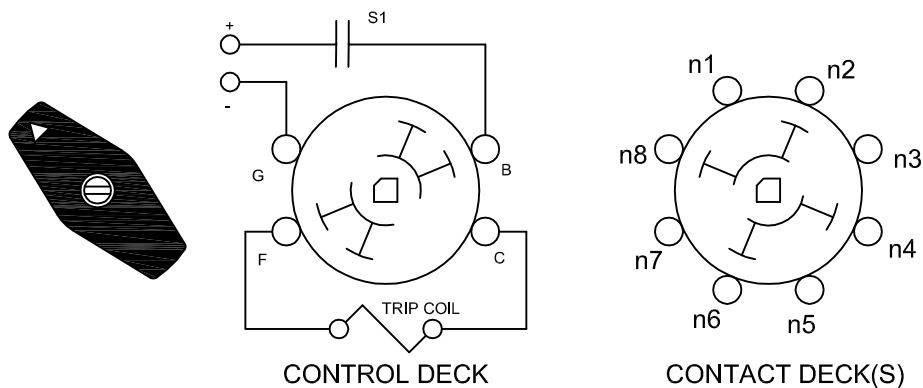 S1
+
-
G
B
F
C
TRIP COIL
CONTROL DECK
n1
n2
n8
n3
n7
n4
n6
n5
CONTACT DECK(S)